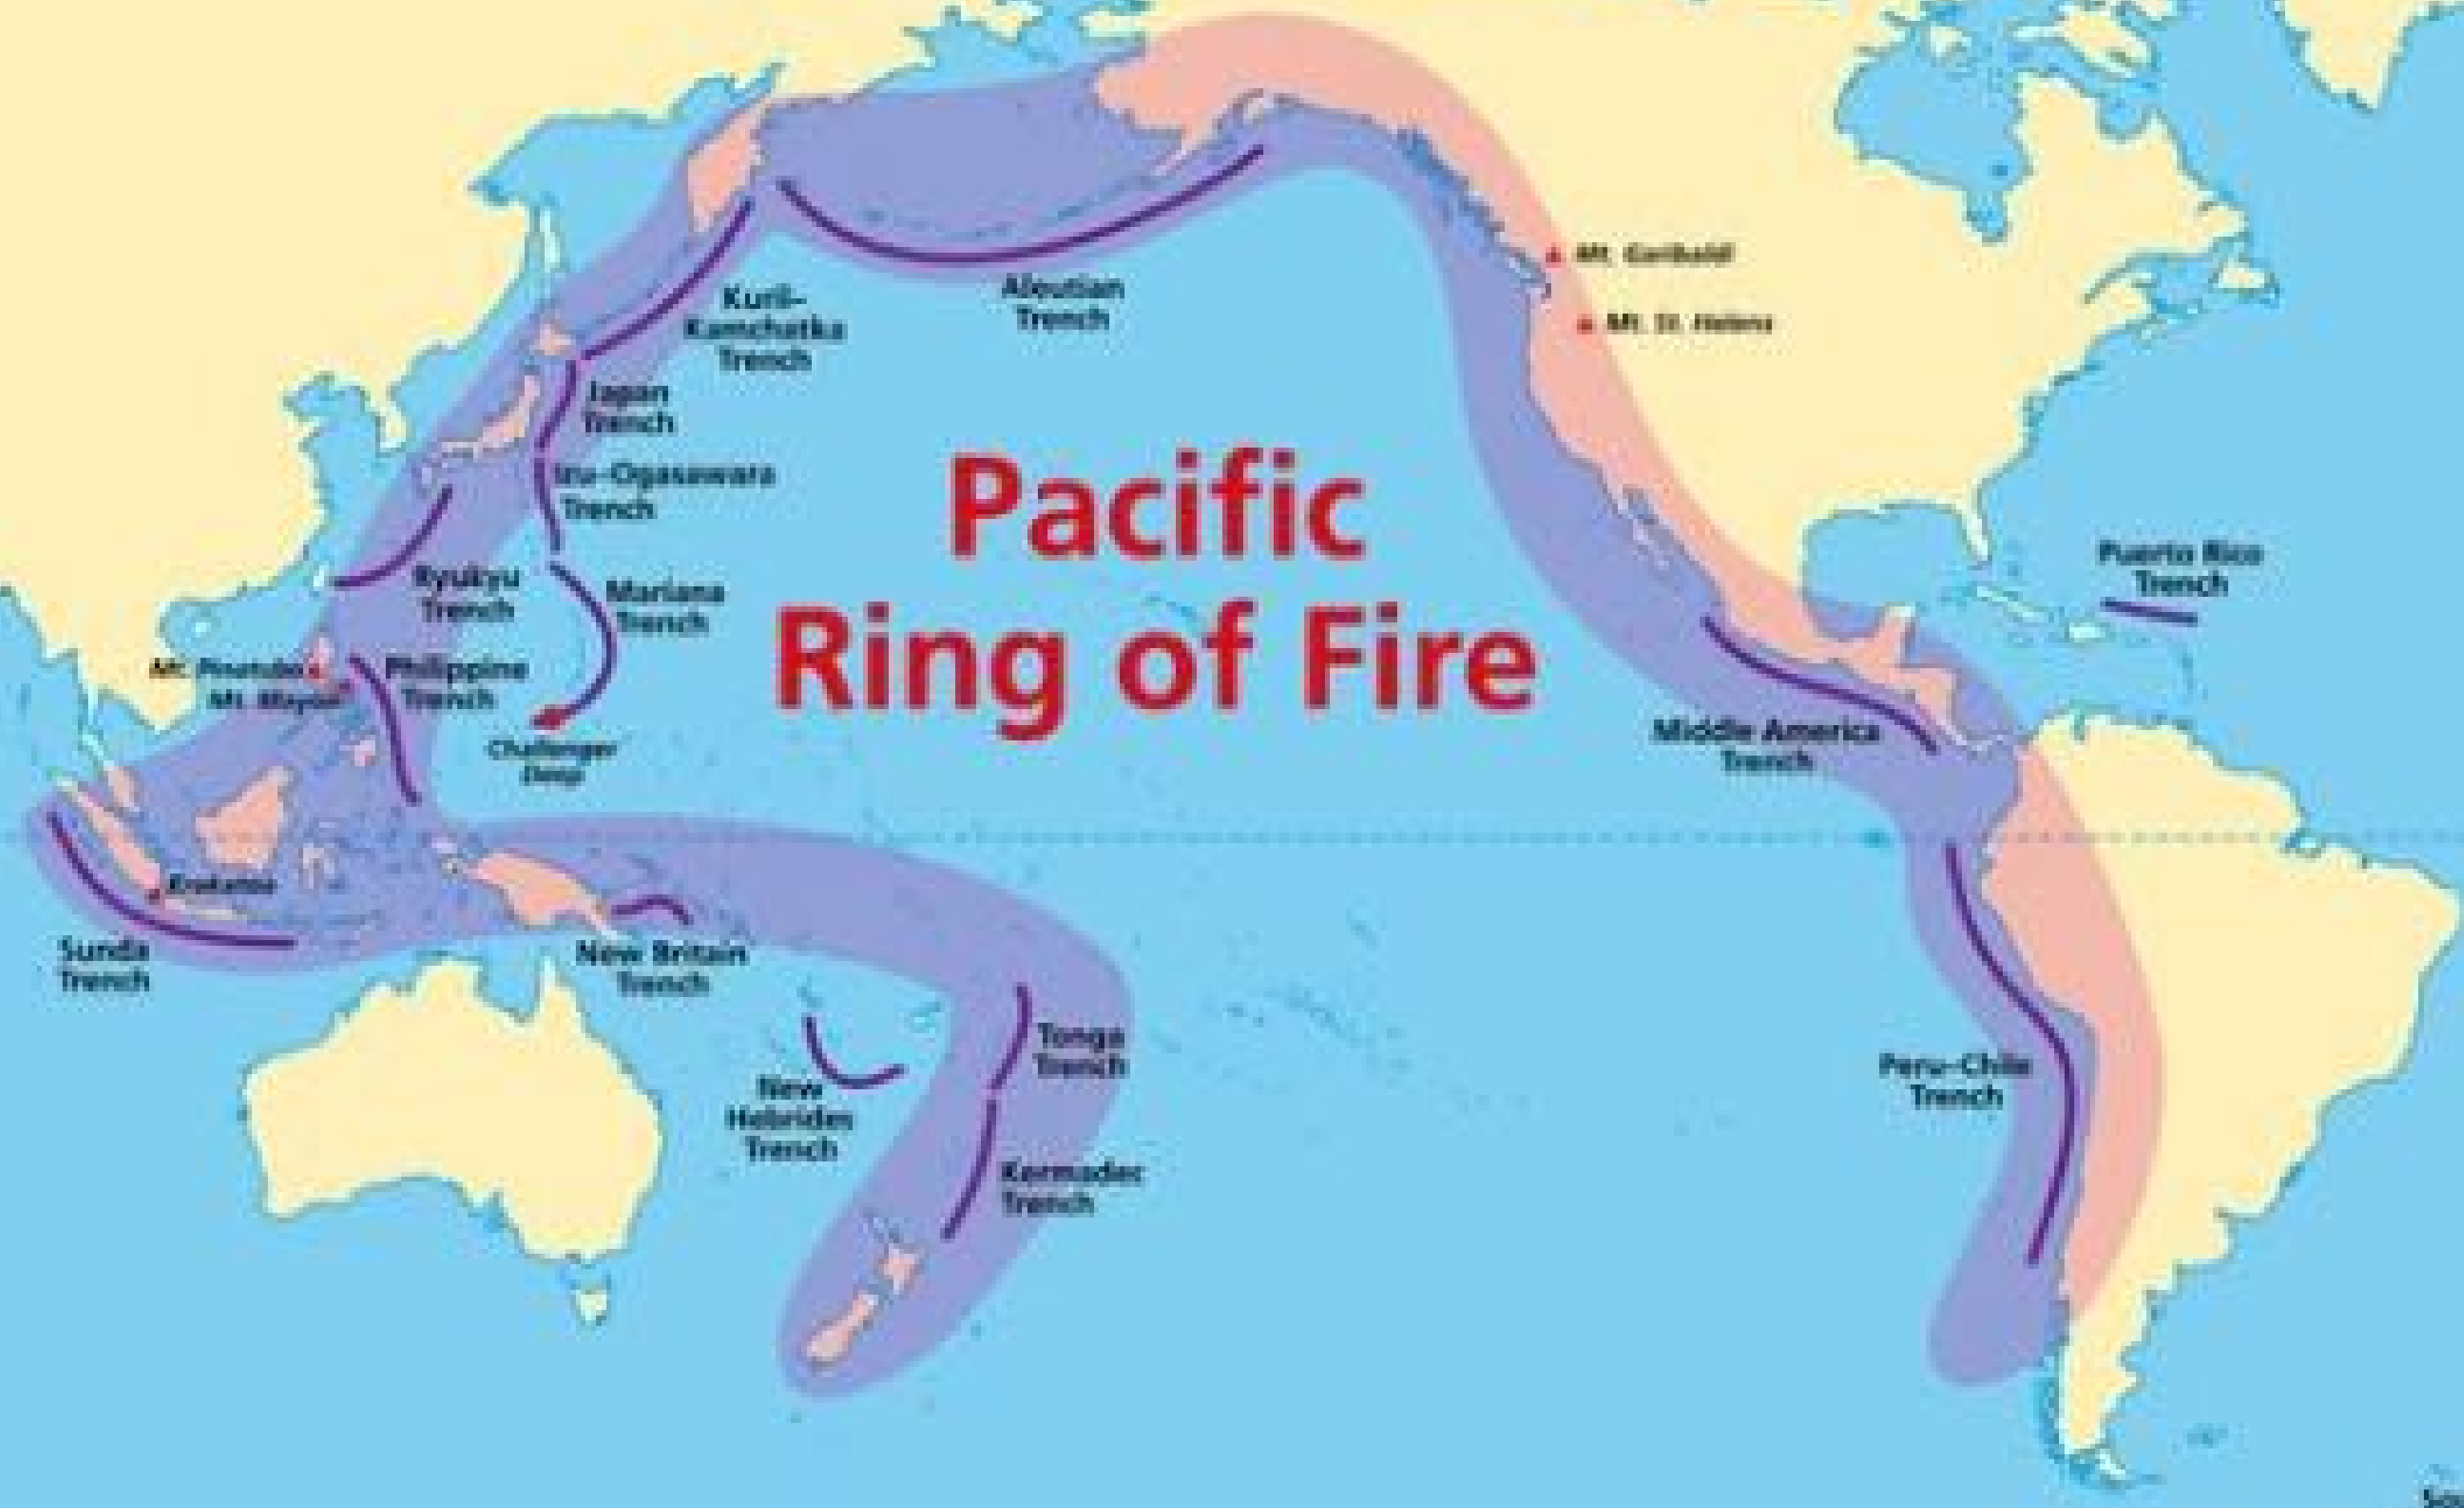 Mt. Garibaldi
Mt. St. Helens
Aleutian
Trench
Kuril-
Kamchatka
Trench
Japan
Trench
Izu-Ogasawara
Trench
Pacific
Ring of Fire
Puerto Rico
Trench
Ryukyu
Trench
Mariana
Trench
Mt. Pinatubo
Mt. Mayon
Philippine
Trench
Challenger
Deep
Middle America
Trench
Krakatoa
Sunda
Trench
New Britain
Trench
Tonga
Trench
New
Hebrides
Trench
Kermadec
Trench
Peru-Chile
Trench